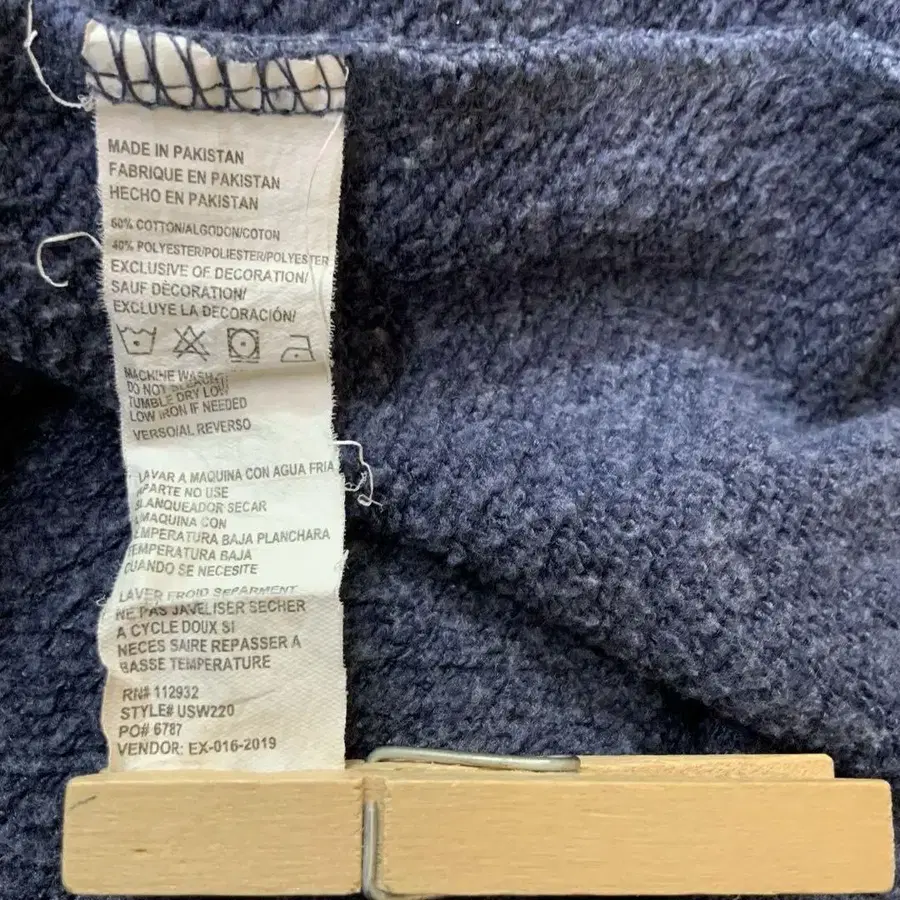 MADE IN PAKISTAN
FABRIQUE EN PAKISTAN
HECHO EN PAKISTAN
60% COTTON/ALGODON/COTON
40% POLYESTER/POLIESTER/POLYESTER
EXCLUSIVE OF DECORATION/
SAUF DÈCORATION/
EXCLUYE LA DECORACIÓN/
MACHINE WASH
DO NOT BLEACH
TUMBLE DRY LOW
LOW IRON IF NEEDED
VERSO/AL REVERSO
LAVAR A MAQUINA CON AGUA FRIA
APARTE NO USE
BLANQUEADOR SECAR
MAQUINA CON
EMPERATURA BAJA PLANCHARA
TEMPERATURA BAJA
CUANDO SE NECESITE
LAVER FROID SEPARMENT
NE PAS JAVELISER SECHER
A CYCLE DOUX SI
NECES SAIRE REPASSER A
BASSE TEMPERATURE
RN# 112932
STYLE# USW220
PO# 6787
VENDOR: EX-016-2019